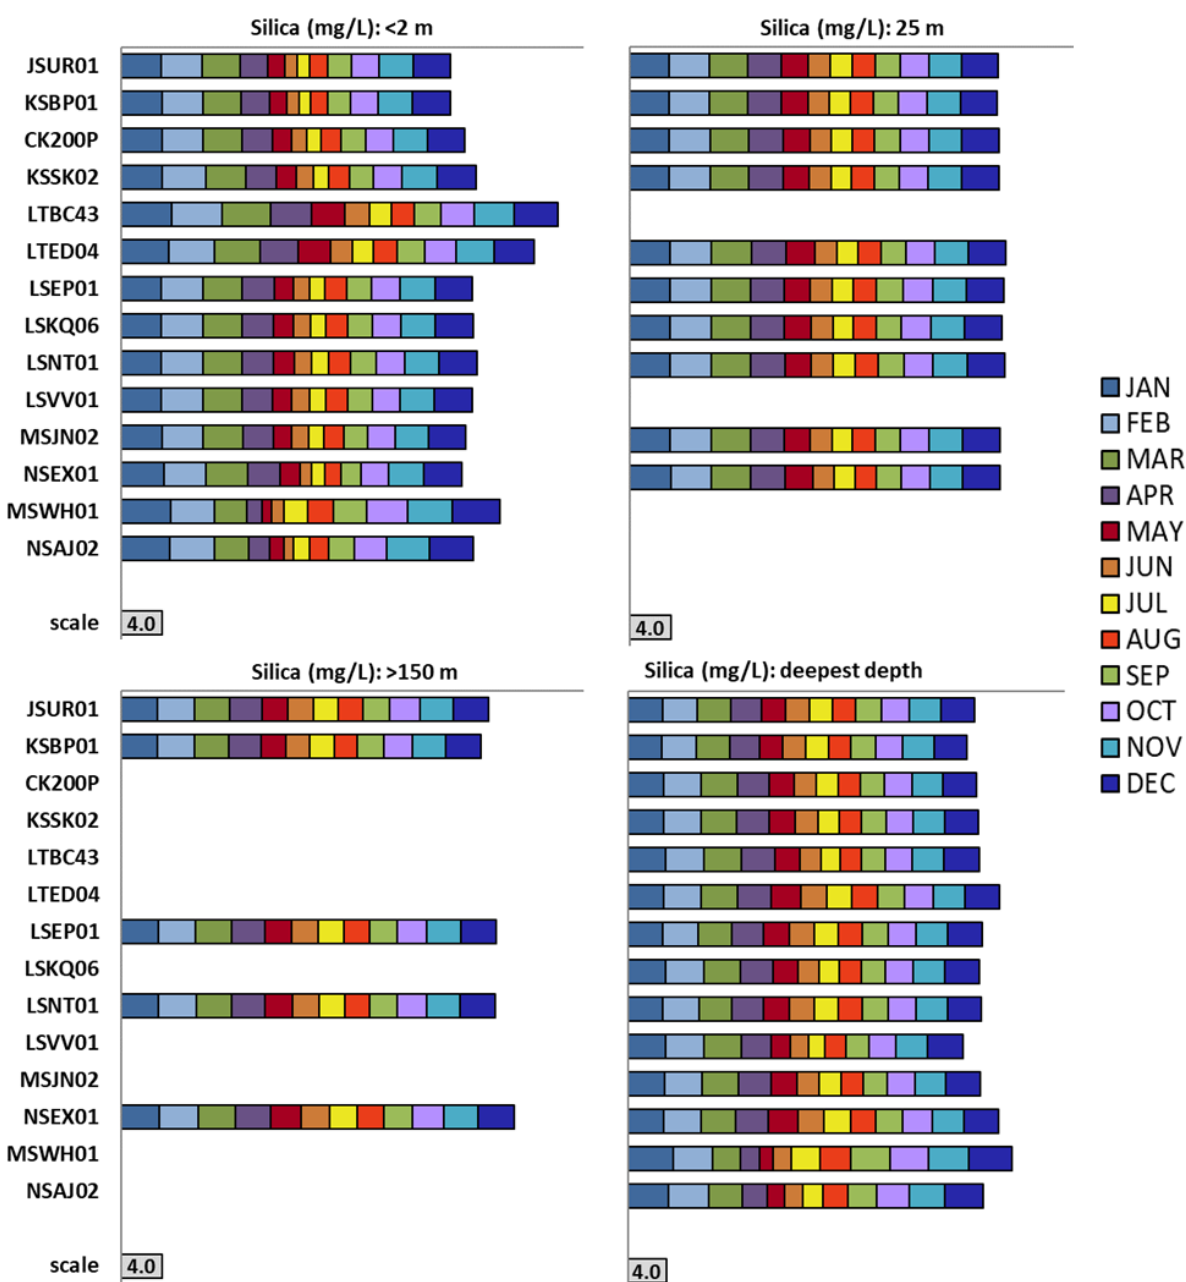 Silica (mg/L): <2 m
JSUR01
KSBP01
CK200P
KSSK02
LTBC43
LTED04
LSEP01
LSKQ06
LSNT01
LSVV01
MSJN02
NSEX01
MSWH01
NSAJ02
scale 4.0
Silica (mg/L): 25 m
4.0
JAN
FEB
MAR
APR
MAY
JUN
JUL
AUG
SEP
OCT
NOV
DEC
Silica (mg/L): >150 m
JSUR01
KSBP01
CK200P
KSSK02
LTBC43
LTED04
LSEP01
LSKQ06
LSNT01
LSVV01
MSJN02
NSEX01
MSWH01
NSAJ02
scale 4.0
Silica (mg/L): deepest depth
4.0